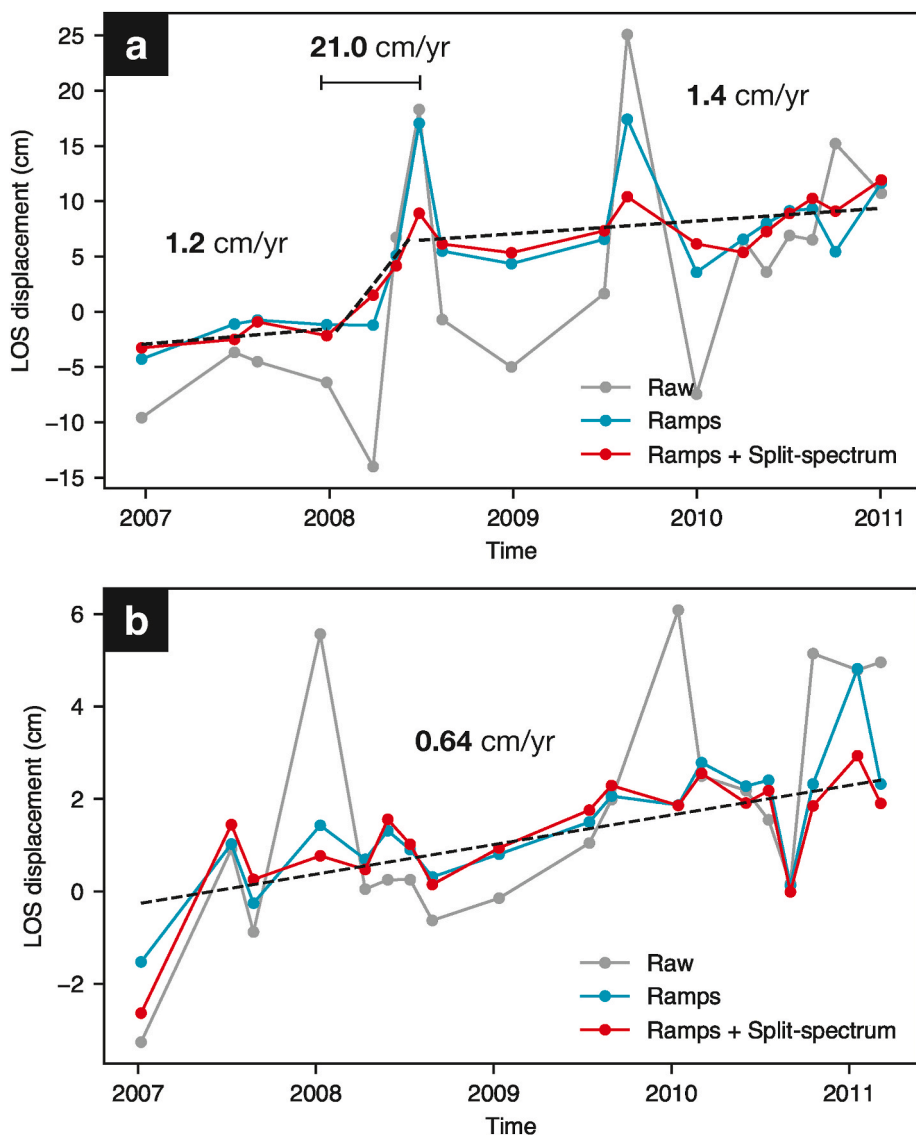 a
21.0 cm/yr
1.4 cm/yr
1.2 cm/yr
LOS displacement (cm)
25
20
15
10
5
0
−5
−10
−15
Raw
Ramps
Ramps + Split-spectrum
2007 2008 2009 2010 2011
Time
b
0.64 cm/yr
LOS displacement (cm)
6
4
2
0
−2
Raw
Ramps
Ramps + Split-spectrum
2007 2008 2009 2010 2011
Time